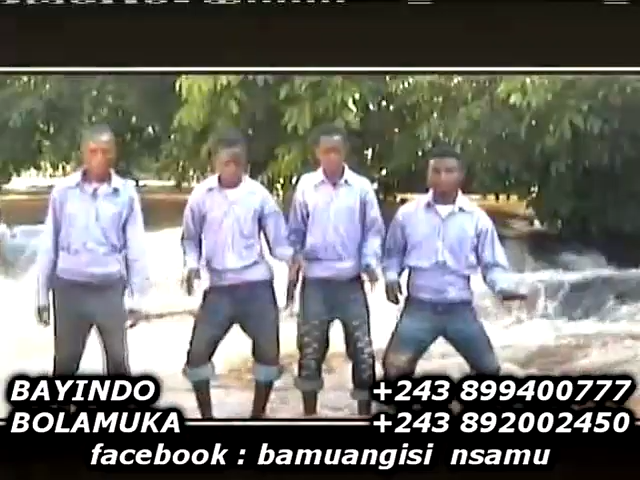 BAYINDO +243 899400777
BOLAMUKA +243 892002450
facebook : bamuangisi nsamu